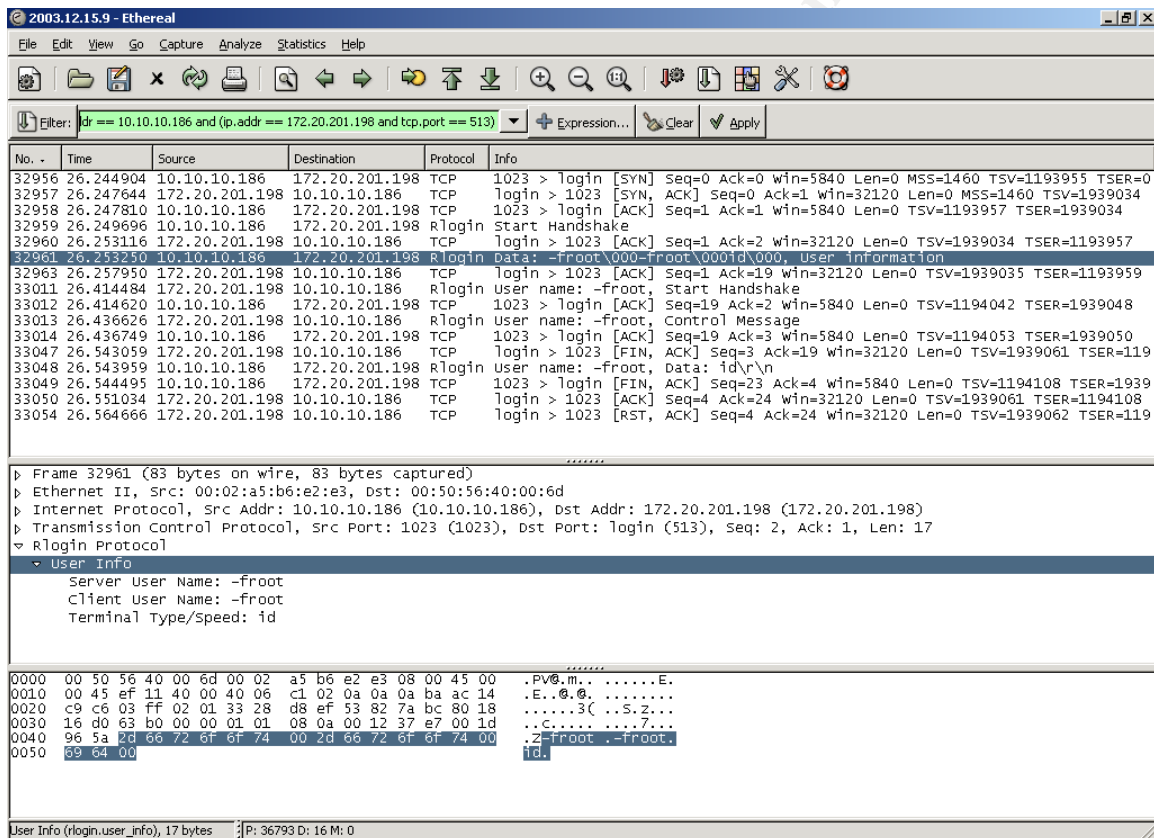 2003.12.15.9 - Ethereal
File Edit View Go Capture Analyze Statistics Help
Filter: dr == 10.10.10.186 and (ip.addr == 172.20.201.198 and tcp.port == 513) Expression... Clear Apply
No. Time Source Destination Protocol Info
32956 26.244904 10.10.10.186 172.20.201.198 TCP 1023 > login [SYN] Seq=0 Ack=0 Win=5840 Len=0 MSS=1460 TSV=1193955 TSER=0
32957 26.247644 172.20.201.198 10.10.10.186 TCP login > 1023 [SYN, ACK] Seq=0 Ack=1 Win=32120 Len=0 MSS=1460 TSV=1939034
32958 26.247810 10.10.10.186 172.20.201.198 TCP 1023 > login [ACK] Seq=1 Ack=1 Win=5840 Len=0 TSV=1193957 TSER=1939034
32959 26.249696 10.10.10.186 172.20.201.198 Rlogin Start Handshake
32960 26.253116 172.20.201.198 10.10.10.186 TCP login > 1023 [ACK] Seq=1 Ack=2 Win=32120 Len=0 TSV=1939034 TSER=1193957
32961 26.253250 10.10.10.186 172.20.201.198 Rlogin Data: -froot\000-froot\000id\000, User information
32963 26.257950 172.20.201.198 10.10.10.186 TCP login > 1023 [ACK] Seq=1 Ack=19 Win=32120 Len=0 TSV=1939035 TSER=1193959
33011 26.414484 172.20.201.198 10.10.10.186 Rlogin User name: -froot, Start Handshake
33012 26.414620 10.10.10.186 172.20.201.198 TCP 1023 > login [ACK] Seq=19 Ack=2 Win=5840 Len=0 TSV=1194042 TSER=1939048
33013 26.436626 172.20.201.198 10.10.10.186 Rlogin User name: -froot, Control Message
33014 26.436749 10.10.10.186 172.20.201.198 TCP 1023 > login [ACK] Seq=19 Ack=3 Win=5840 Len=0 TSV=1194053 TSER=1939050
33047 26.543059 172.20.201.198 10.10.10.186 TCP login > 1023 [FIN, ACK] Seq=3 Ack=19 Win=32120 Len=0 TSV=1939061 TSER=119
33048 26.543959 10.10.10.186 172.20.201.198 Rlogin User name: -froot, Data: id\r\n
33049 26.544495 10.10.10.186 172.20.201.198 TCP 1023 > login [FIN, ACK] Seq=23 Ack=4 Win=5840 Len=0 TSV=1194108 TSER=1939
33050 26.551034 172.20.201.198 10.10.10.186 TCP login > 1023 [ACK] Seq=4 Ack=24 Win=32120 Len=0 TSV=1939061 TSER=1194108
33054 26.564666 172.20.201.198 10.10.10.186 TCP login > 1023 [RST, ACK] Seq=4 Ack=24 Win=32120 Len=0 TSV=1939062 TSER=119
Frame 32961 (83 bytes on wire, 83 bytes captured)
Ethernet II, Src: 00:02:a5:b6:e2:e3, Dst: 00:50:56:40:00:6d
Internet Protocol, Src Addr: 10.10.10.186 (10.10.10.186), Dst Addr: 172.20.201.198 (172.20.201.198)
Transmission Control Protocol, Src Port: 1023 (1023), Dst Port: login (513), Seq: 2, Ack: 1, Len: 17
Rlogin Protocol
User Info
Server User Name: -froot
Client User Name: -froot
Terminal Type/Speed: id
0000 00 50 56 40 00 6d 00 02 a5 b6 e2 e3 08 00 45 00 .PV@.m.. ......E.
0010 00 45 ef 11 40 00 40 06 c1 02 0a 0a 0a ba ac 14 .E..@.@. ........
0020 c9 c6 03 ff 02 01 33 28 d8 ef 53 82 7a bc 80 18 ......3( ..S.z...
0030 16 d0 63 b0 00 00 01 01 08 0a 00 12 37 e7 00 1d ..c..... ....7...
0040 96 5a 2d 66 72 6f 6f 74 00 2d 66 72 6f 6f 74 00 .Z-froot .-froot.
0050 69 64 00 id.
User Info (rlogin.user_info), 17 bytes P: 36793 D: 16 M: 0